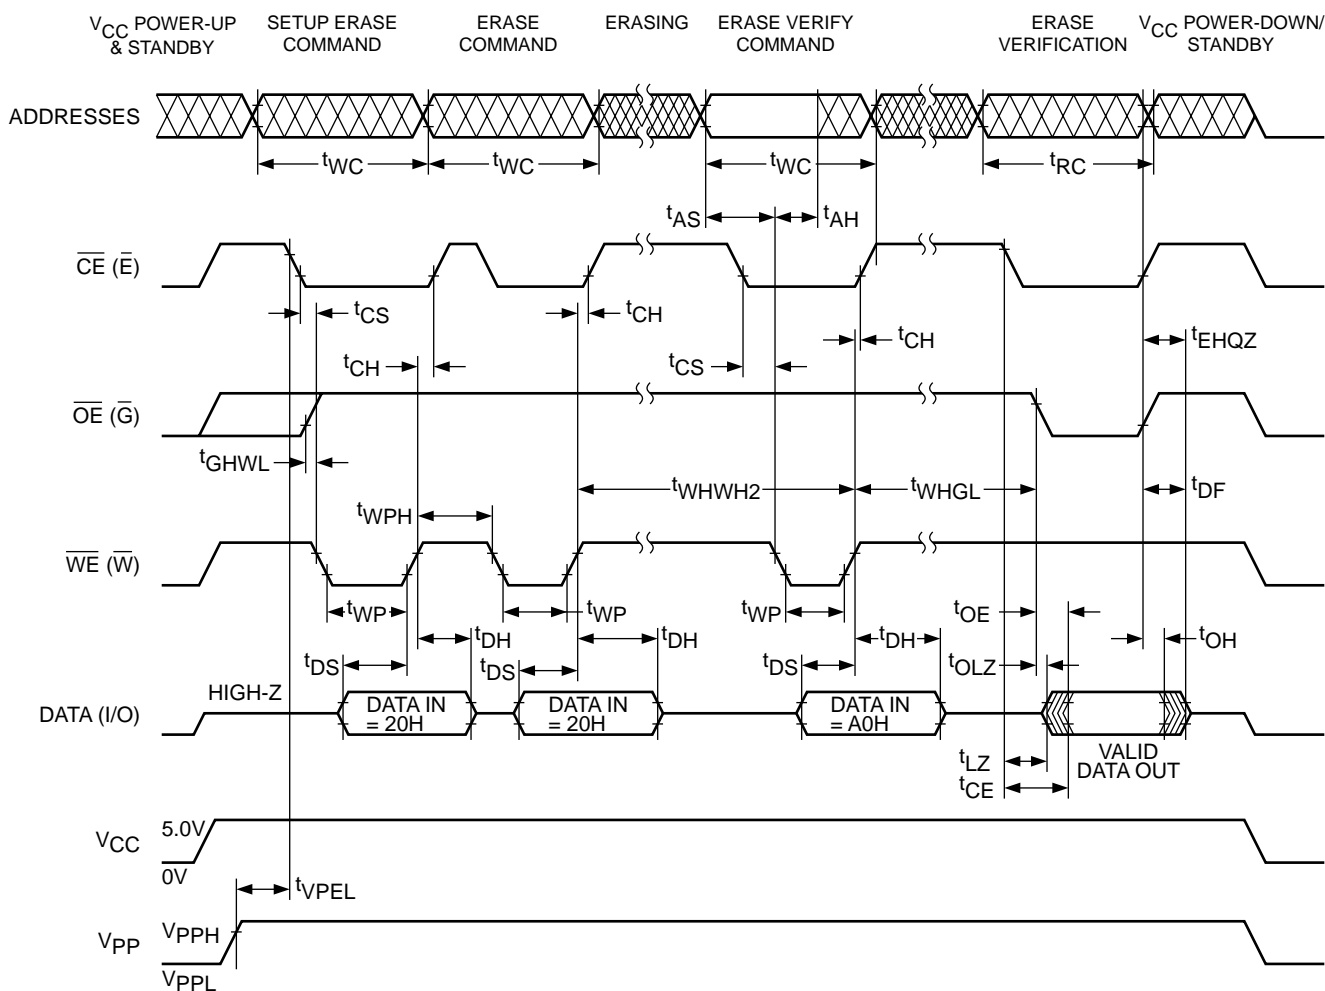 VCC POWER-UP & STANDBY
SETUP ERASE COMMAND
ERASE COMMAND
ERASING
ERASE VERIFY COMMAND
ERASE VERIFICATION
VCC POWER-DOWN/ STANDBY
ADDRESSES
tWC
tWC
tWC
tRC
tAS
tAH
CE (E)
tCS
tCH
tCH
tCH
tCS
tEHQZ
OE (G)
tGHWL
tWHWH2
tWHGL
tDF
tWPH
WE (W)
tWP
tWP
tWP
tOE
tDH
tDH
tDH
tOH
tDS
tDS
tDS
tOLZ
HIGH-Z
DATA (I/O)
DATA IN
= 20H
DATA IN
= 20H
DATA IN
= A0H
VALID
DATA OUT
tLZ
tCE
VCC
5.0V
0V
tVPEL
VPP
VPPH
VPPL